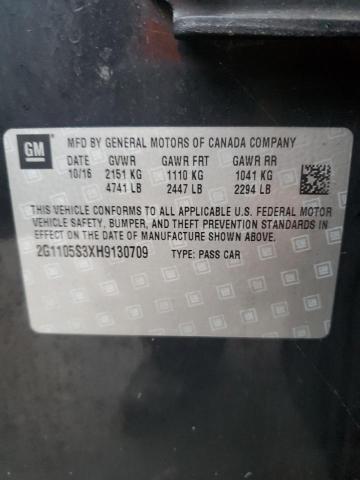 GM
MFD BY GENERAL MOTORS OF CANADA COMPANY
DATE GVWR GAWR FRT GAWR RR
10/16 2151 KG 1110 KG 1041 KG
4741 LB 2447 LB 2294 LB
THIS VEHICLE CONFORMS TO ALL APPLICABLE U.S. FEDERAL MOTOR
VEHICLE SAFETY, BUMPER, AND THEFT PREVENTION STANDARDS IN
EFFECT ON THE DATE OF MANUFACTURE SHOWN ABOVE.
2G1105S3XH9130709 TYPE: PASS CAR